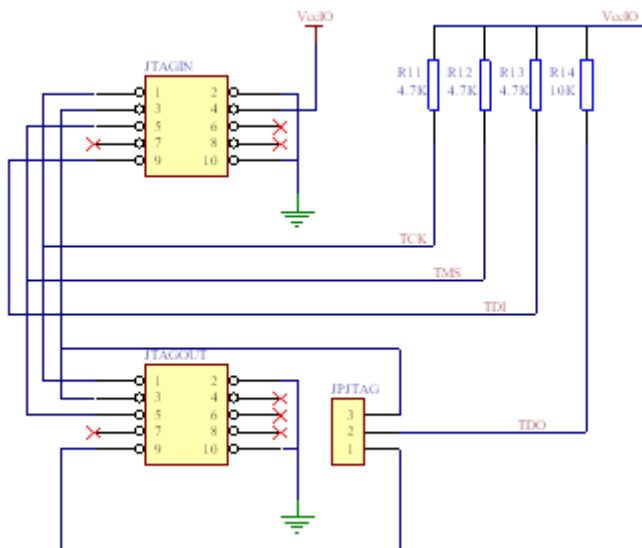 VccIO
VccIO
JTAGIN
1 2
3 4
5 6
7 8
9 10
R11 R12 R13 R14
4.7K 4.7K 4.7K 10K
TCK
TMS
TDI
JTAGOUT
1 2
3 4
5 6
7 8
9 10
JPJTAG
3
2
1
TDO